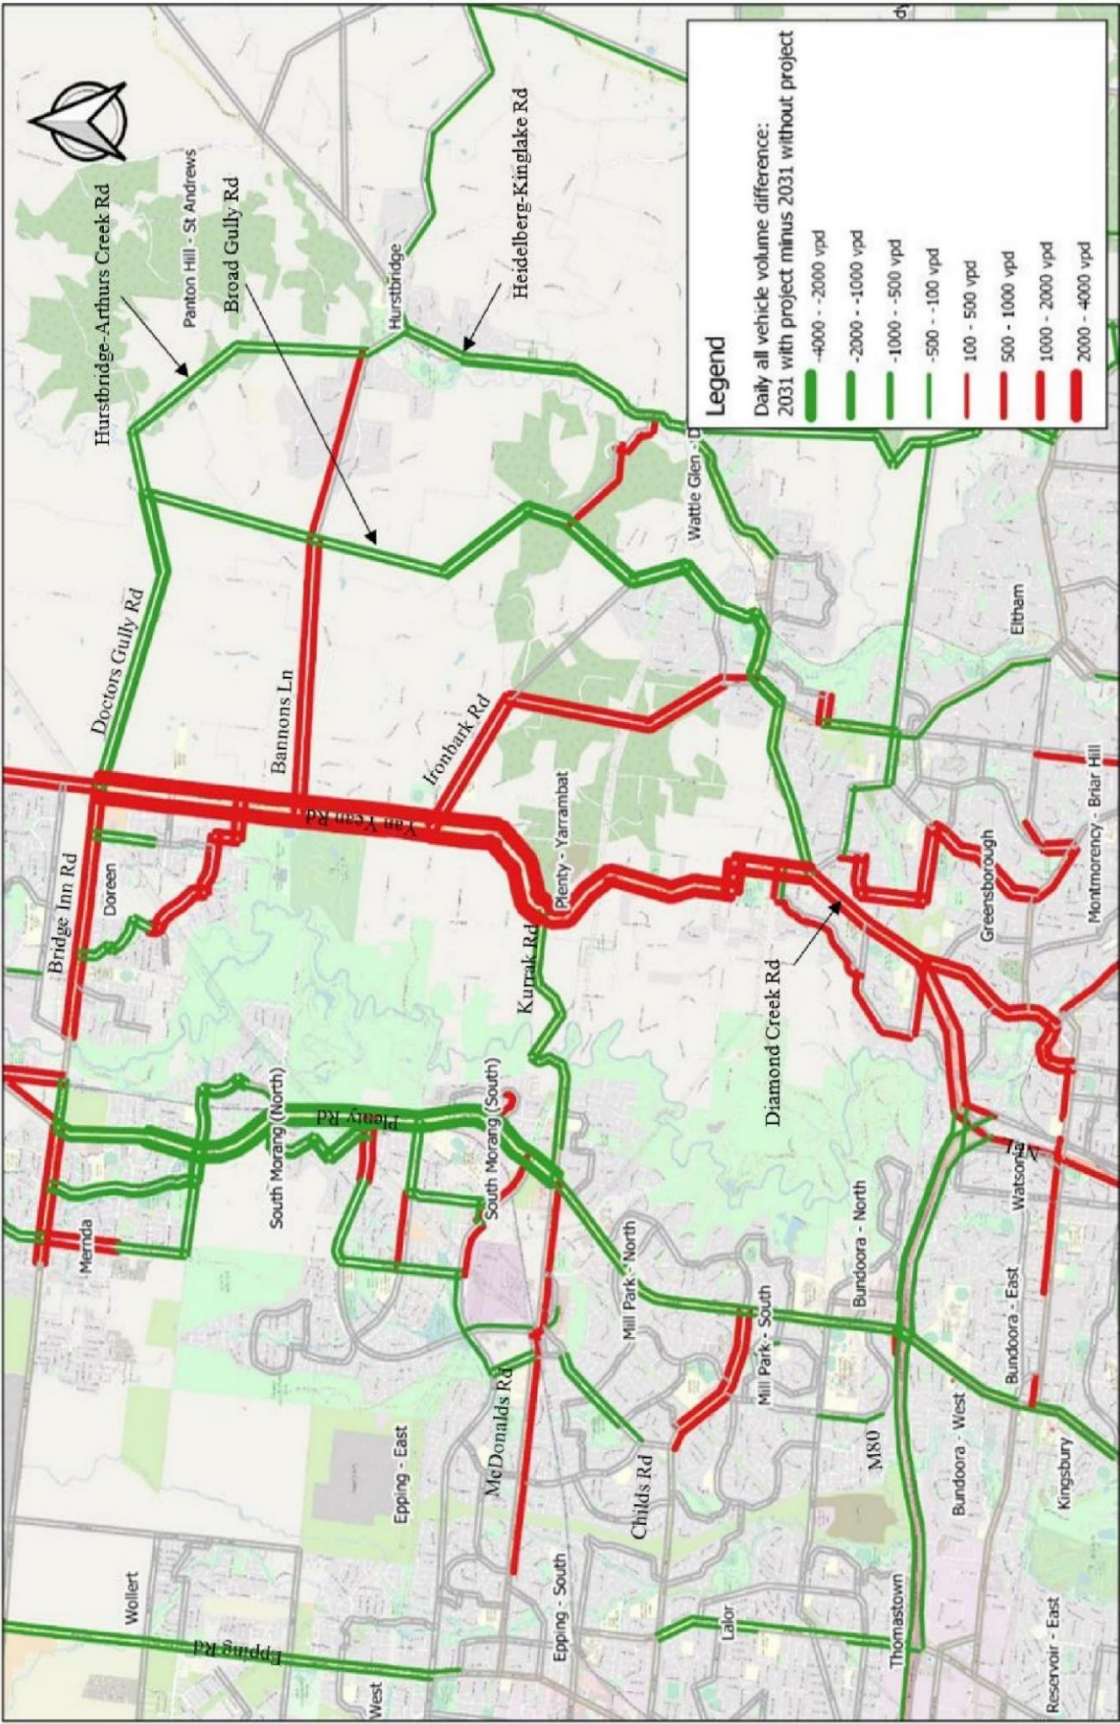 Bridge Inn Rd
Mernda
Doreen
Hurstbridge-Arthurs Creek Rd
Doctors Gully Rd
Wollert
Panton Hill - St Andrews
Broad Gully Rd
Epping Rd
South Morang (North)
Bannons Ln
Yan Yean Rd
Plenty Rd
West
Epping - East
Hurstbridge
Ironbark Rd
McDonalds Rd
South Morang (South)
Heidelberg-Kinglake Rd
Kurrak Rd
Plenty - Yarrambat
Epping - South
Childs Rd
Mill Park - North
Wattle Glen - D
Lalor
Mill Park - South
Diamond Creek Rd
Bundoora - North
M80
Thomastown
Bundoora - West
Greensborough
Bundoora - East
Watson
Eltham
Reservoir - East
Kingsbury
Montmorency - Briar Hill
Legend
Daily all vehicle volume difference:
2031 with project minus 2031 without project
-4000 - -2000 vpd
-2000 - -1000 vpd
-1000 - -500 vpd
-500 - -100 vpd
100 - 500 vpd
500 - 1000 vpd
1000 - 2000 vpd
2000 - 4000 vpd